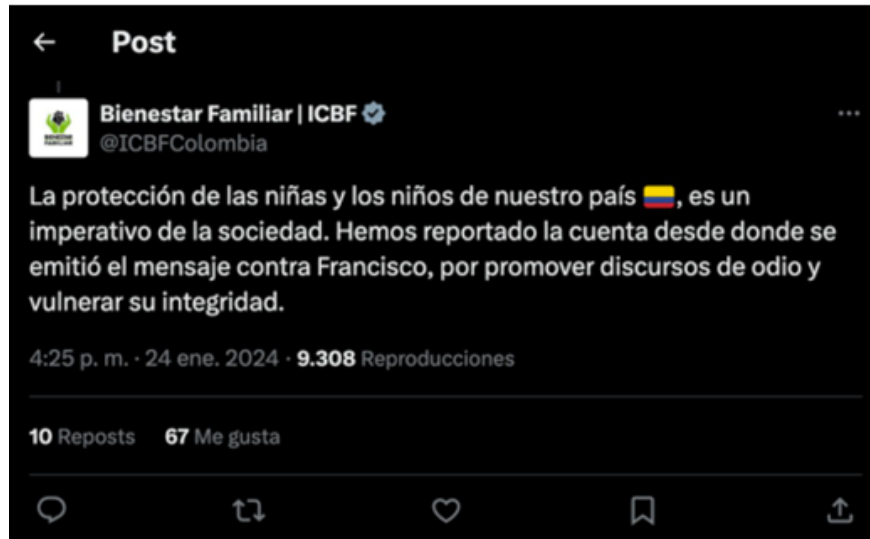 Post
Bienestar Familiar | ICBF
@ICBFColombia
La protección de las niñas y los niños de nuestro país 🇨🇴, es un
imperativo de la sociedad. Hemos reportado la cuenta desde donde se
emitió el mensaje contra Francisco, por promover discursos de odio y
vulnerar su integridad.
4:25 p. m. · 24 ene. 2024 · 9.308 Reproducciones
10 Reposts 67 Me gusta